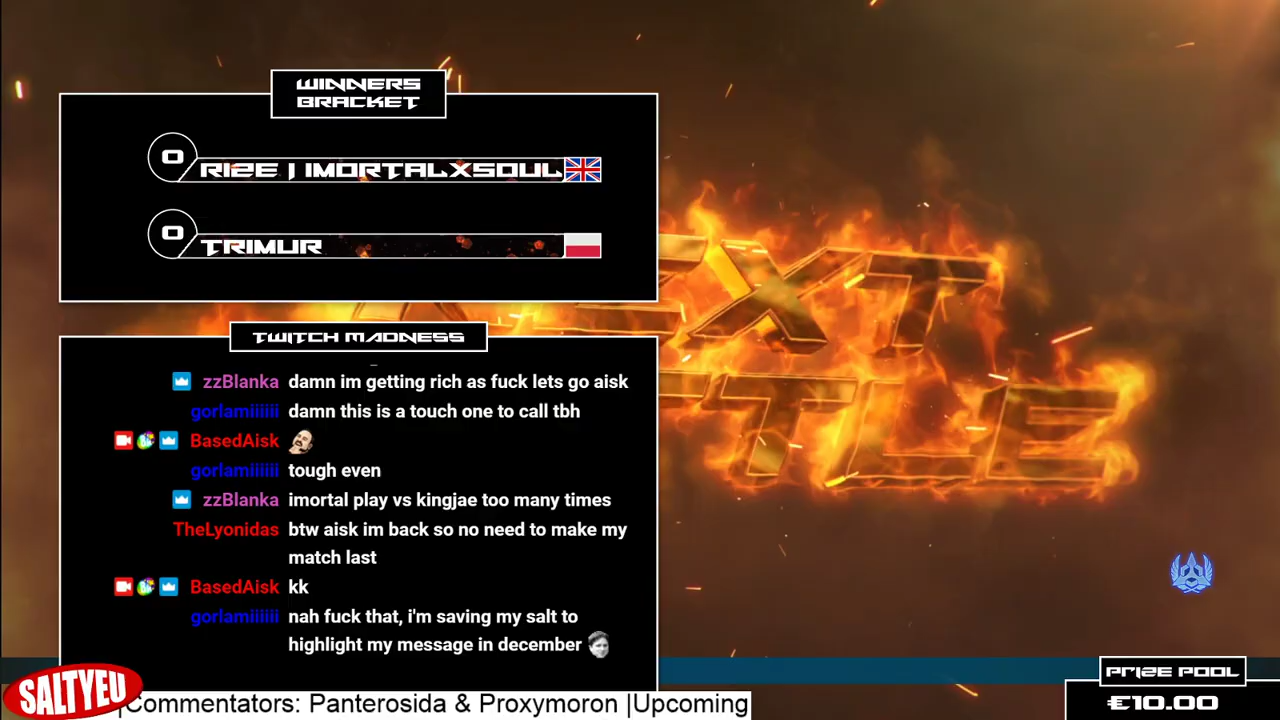 WINNERS
BRACKET
0
RIZE | IMORTALXSOUL
0
TRIMUR
TWITCH MADNESS
zzBlanka damn im getting rich as fuck lets go aisk
gorlamiiiiii damn this is a touch one to call tbh
BasedAisk
gorlamiiiiii tough even
zzBlanka imortal play vs kingjae too many times
TheLyonidas btw aisk im back so no need to make my
match last
BasedAisk kk
gorlamiiiiii nah fuck that, i'm saving my salt to
highlight my message in december
SALTYEU
|Commentators: Panterosida & Proxymoron |Upcoming
PRIZE POOL
€10.00